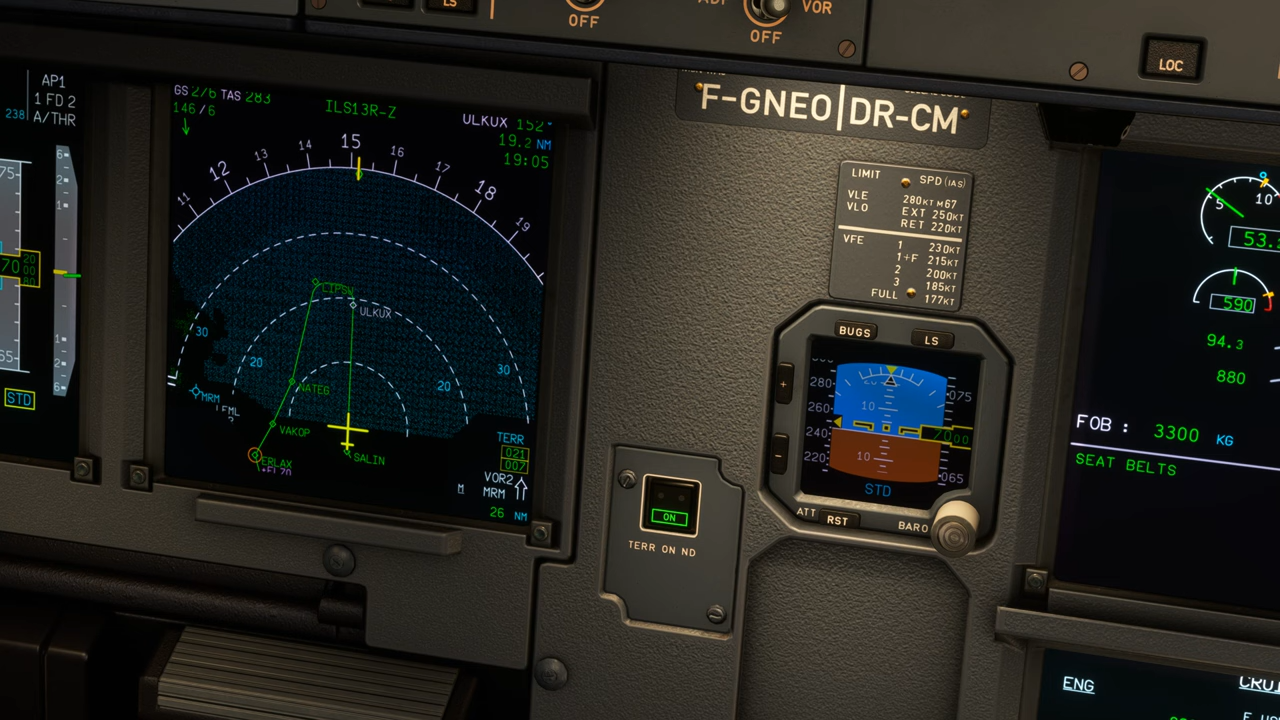 LS
OFF
ADF
VOR
OFF
LOC
AP1
1 FD 2
A/THR
238
STD
GS 276 TAS 283
146 / 6
ILS13R-Z
ULKUX 152°
19.2 NM
19:05
11
12
13
14
15
16
17
18
19
30
20
20
30
LIPSU
ULKUX
NATEG
MRM
VAKOP
ERLAX
SALIN
TERR
021
007
VOR2
M MRM
26 NM
F-GNEO|DR-CM
LIMIT SPD (IAS)
VLE 280KT M67
VLO EXT 250KT
RET 220KT
VFE 1 230KT
1+F 215KT
2 200KT
3 185KT
FULL 177KT
BUGS
LS
+
-
280
260
240
220
20
10
10
075
7000
065
STD
ATT
RST
BARO
ON
TERR ON ND
5
10
53.
590
94.3
880
FOB : 3300 KG
SEAT BELTS
ENG